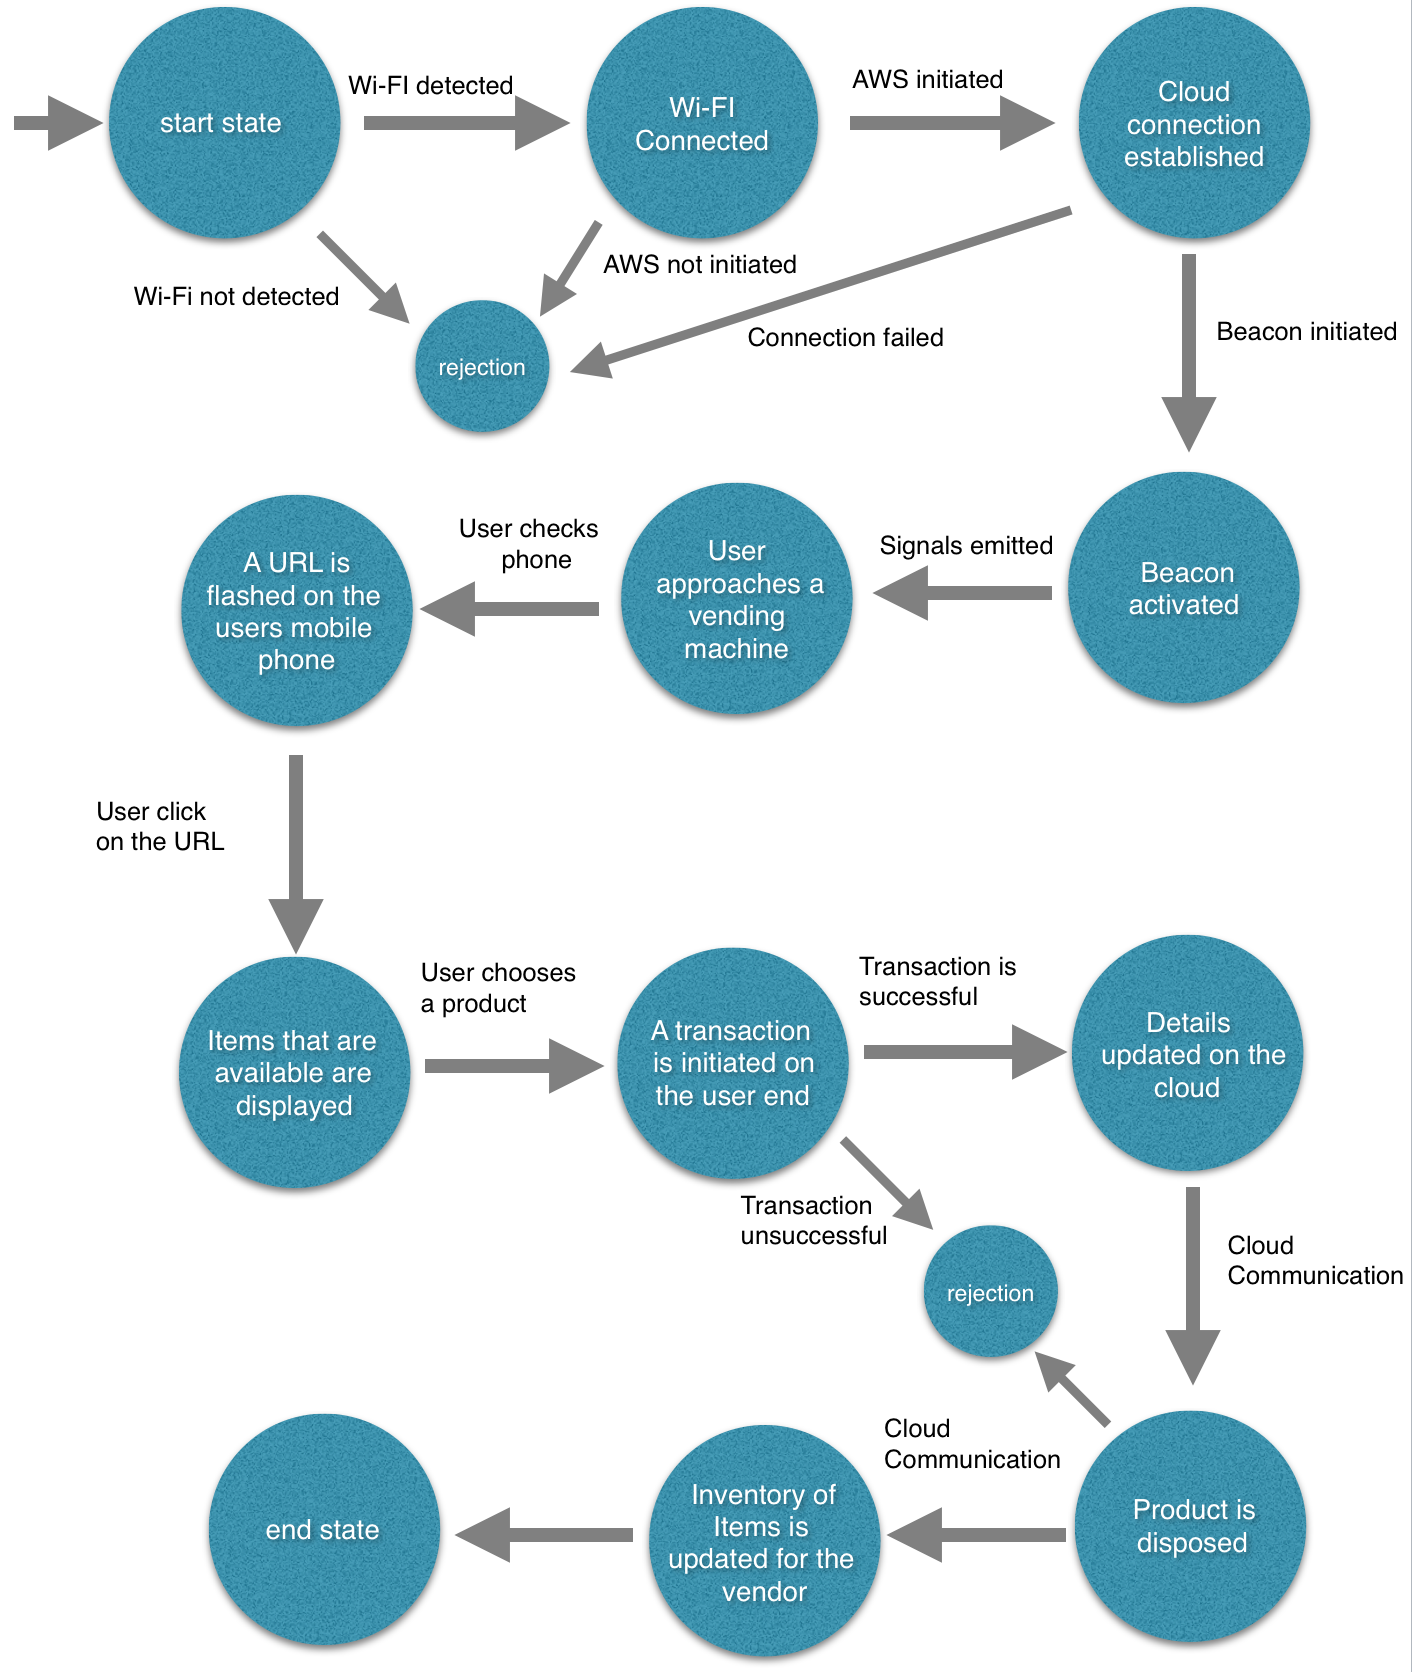 start state
Wi-FI detected
Wi-FI
Connected
AWS initiated
Cloud
connection
established
Wi-Fi not detected
AWS not initiated
Connection failed
rejection
Beacon initiated
A URL is
flashed on the
users mobile
phone
User checks
phone
User
approaches a
vending
machine
Signals emitted
Beacon
activated
User click
on the URL
Items that are
available are
displayed
User chooses
a product
A transaction
is initiated on
the user end
Transaction is
successful
Details
updated on the
cloud
Transaction
unsuccessful
rejection
Cloud
Communication
end state
Inventory of
Items is
updated for the
vendor
Cloud
Communication
Product is
disposed